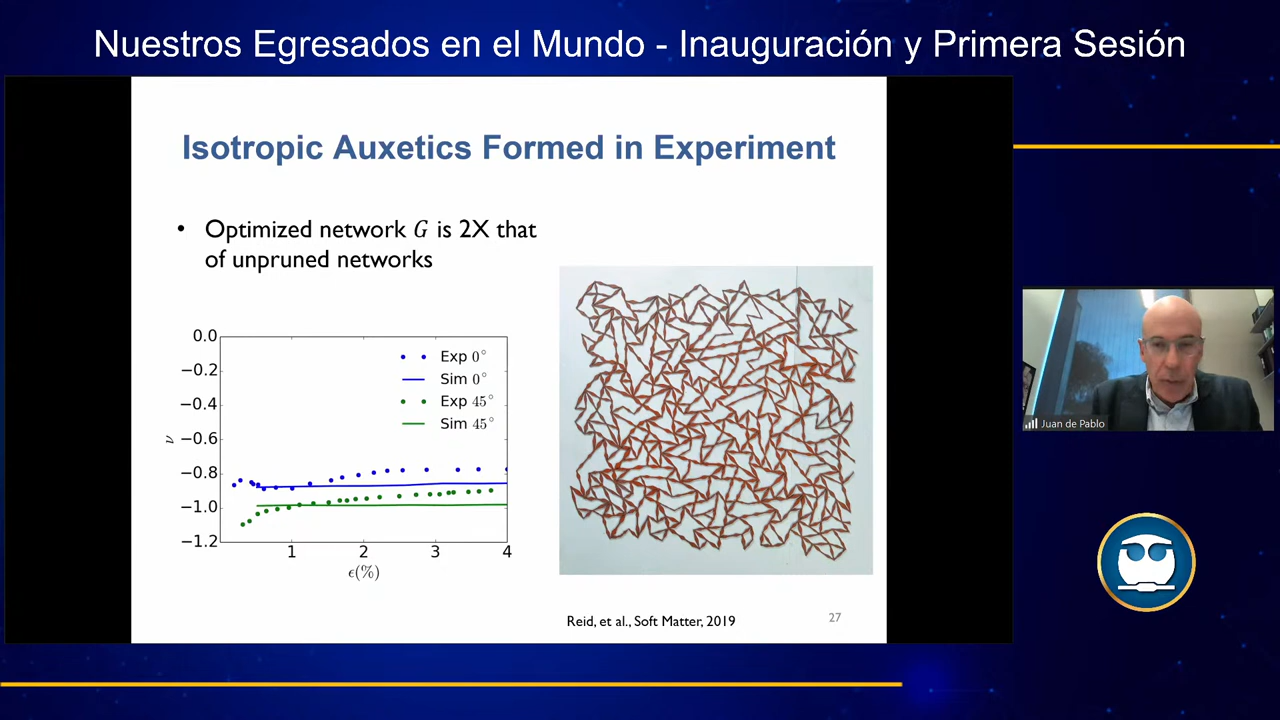 Nuestros Egresados en el Mundo - Inauguración y Primera Sesión
Isotropic Auxetics Formed in Experiment
• Optimized network G is 2X that
of unpruned networks
0.0
−0.2
−0.4
−0.6
−0.8
−1.0
−1.2
ν
Exp 0°
Sim 0°
Exp 45°
Sim 45°
1 2 3 4
ϵ(%)
Reid, et al., Soft Matter, 2019
27
Juan de Pablo